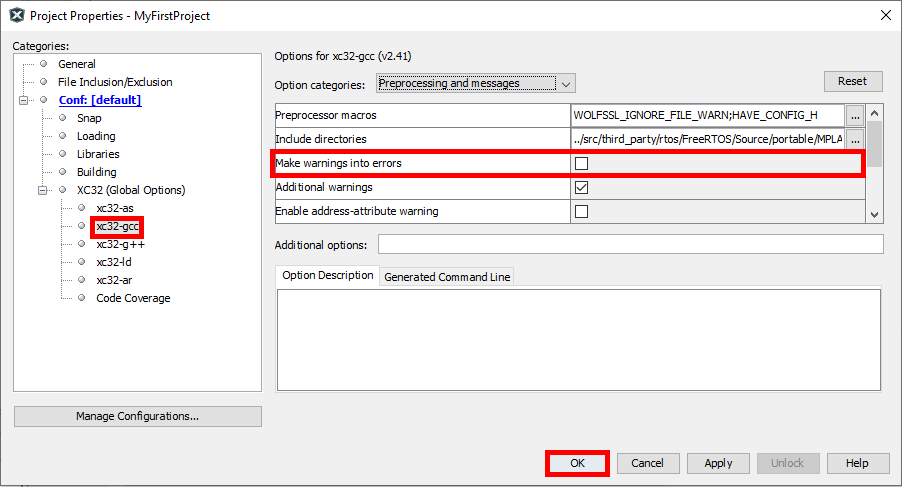 Project Properties - MyFirstProject
Categories:
General
File Inclusion/Exclusion
Conf: [default]
Snap
Loading
Libraries
Building
XC32 (Global Options)
xc32-as
xc32-gcc
xc32-g++
xc32-ld
xc32-ar
Code Coverage
Manage Configurations...
Options for xc32-gcc (v2.41)
Option categories: Preprocessing and messages Reset
Preprocessor macros WOLFSSL_IGNORE_FILE_WARN;HAVE_CONFIG_H ...
Include directories ../src/third_party/rtos/FreeRTOS/Source/portable/MPLA ...
Make warnings into errors
Additional warnings
Enable address-attribute warning
Additional options:
Option Description Generated Command Line
OK Cancel Apply Unlock Help